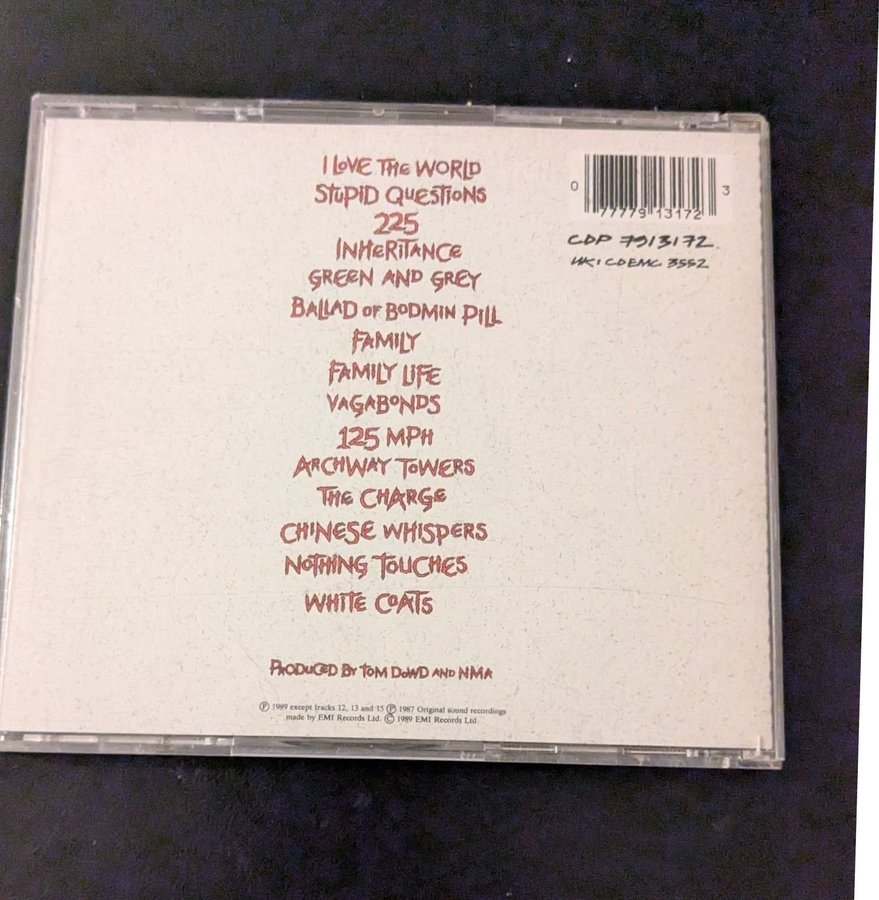 I LOVE THE WORLD
STUPID QUESTIONS
225
INHERITANCE
GREEN AND GREY
BALLAD OF BODMIN PILL
FAMILY
FAMILY LIFE
VAGABONDS
125 MPH
ARCHWAY TOWERS
THE CHARGE
CHINESE WHISPERS
NOTHING TOUCHES
WHITE COATS
PRODUCED BY TOM DOWD AND NMA
℗ 1989 except tracks 12, 13 and 15 ℗ 1987 Original sound recordings
made by EMI Records Ltd. © 1989 EMI Records Ltd.
0 77779 13172 3
CDP 7913172
UK: CDEMC 3552